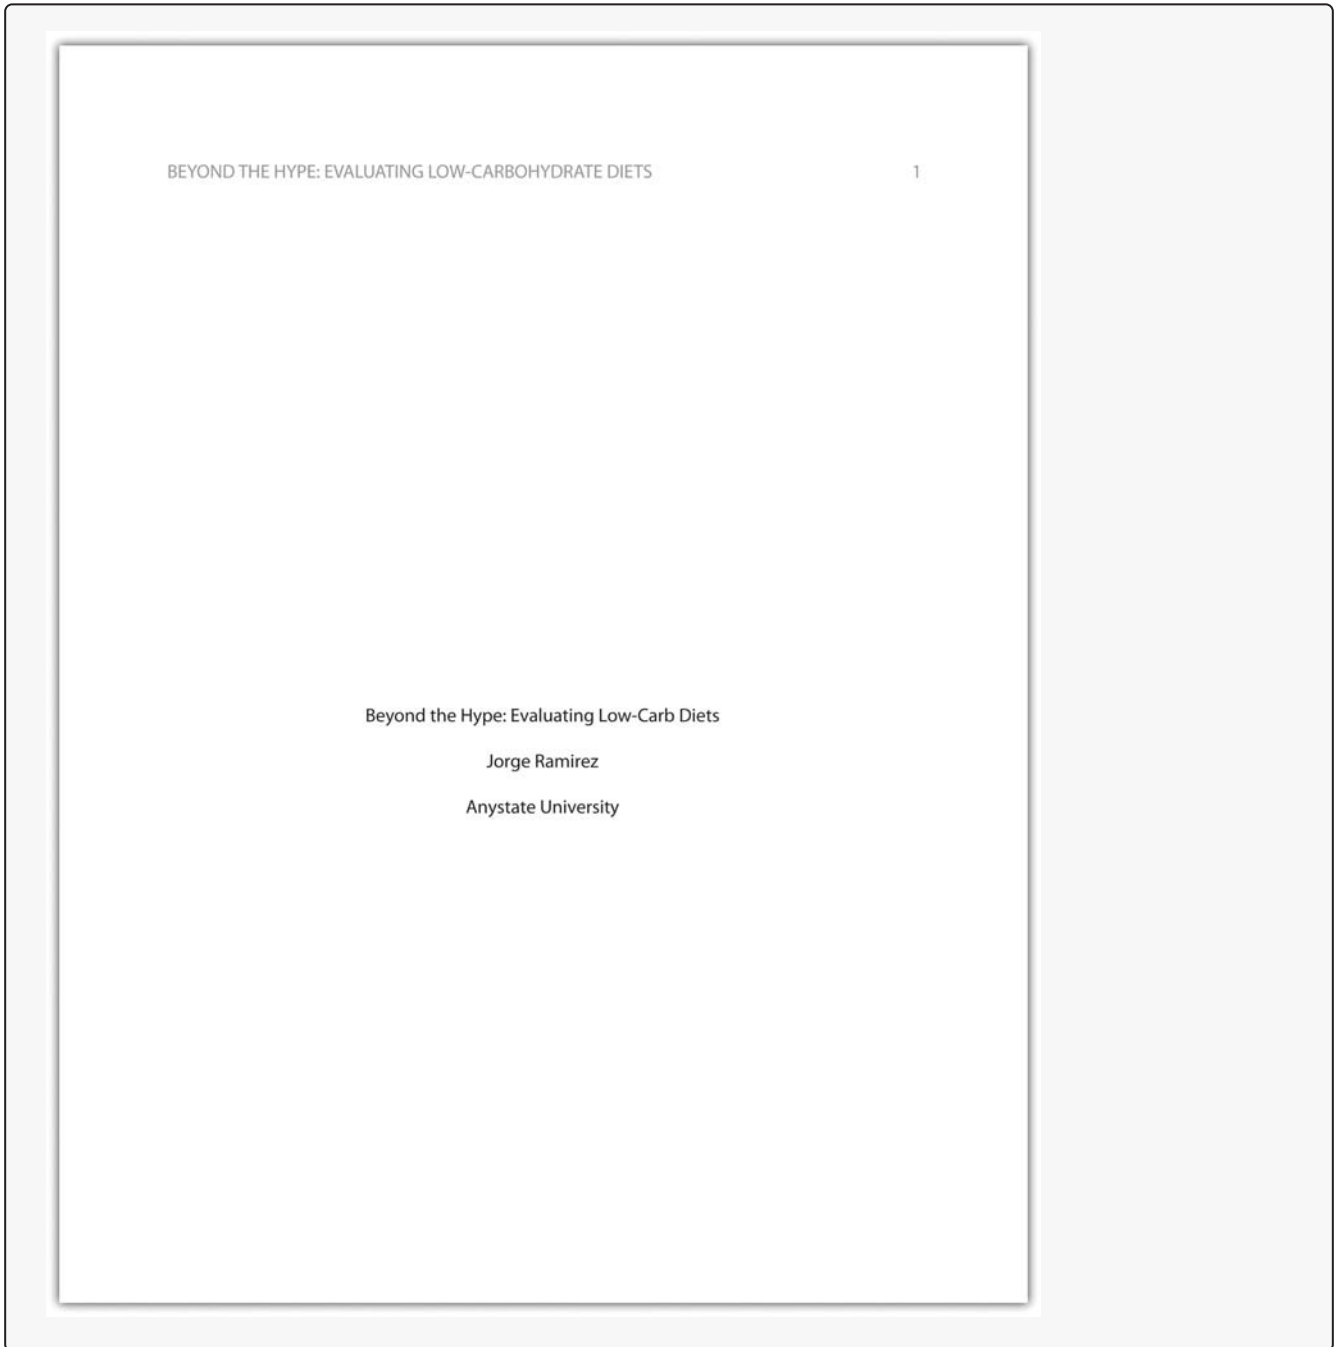 BEYOND THE HYPE: EVALUATING LOW-CARBOHYDRATE DIETS 1
Beyond the Hype: Evaluating Low-Carb Diets
Jorge Ramirez
Anystate University